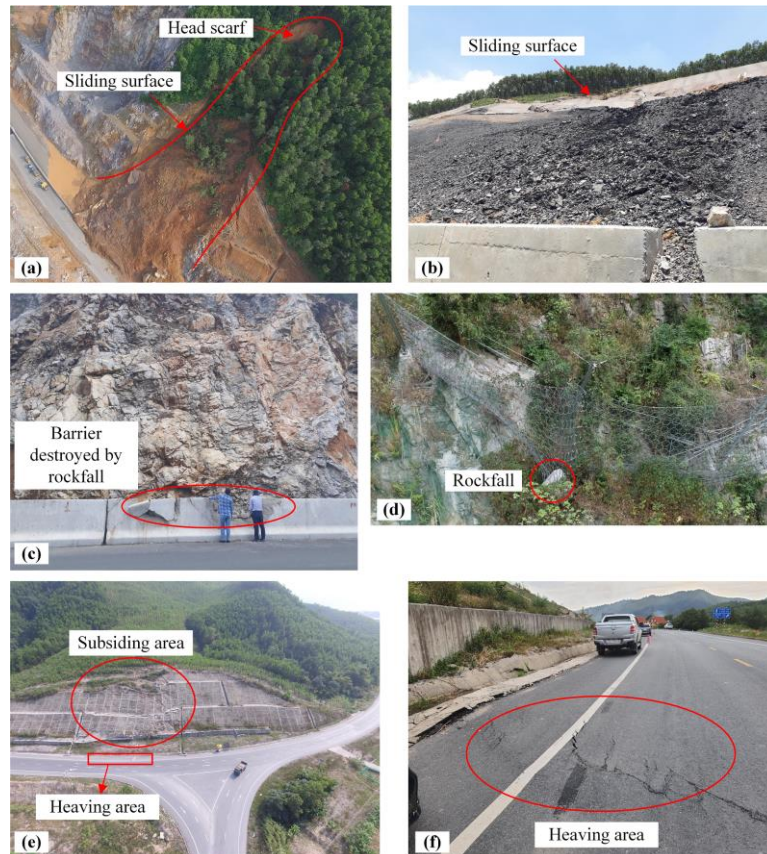 Head scarf
Sliding surface
(a)
Sliding surface
(b)
Barrier
destroyed by
rockfall
(c)
Rockfall
(d)
Subsiding area
Heaving area
(e)
Heaving area
(f)